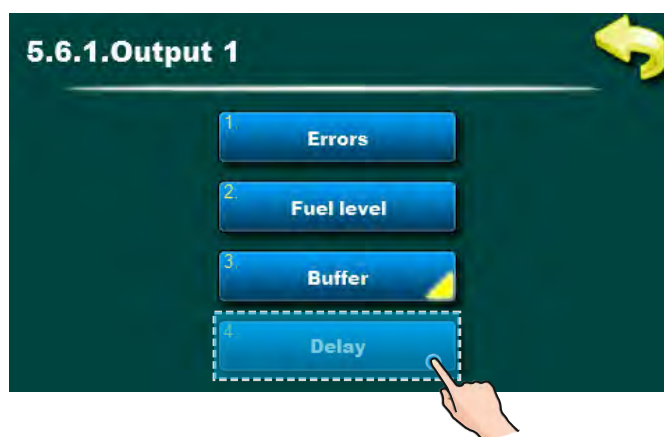 5.6.1.Output 1
1.
Errors
2.
Fuel level
3.
Buffer
4.
Delay